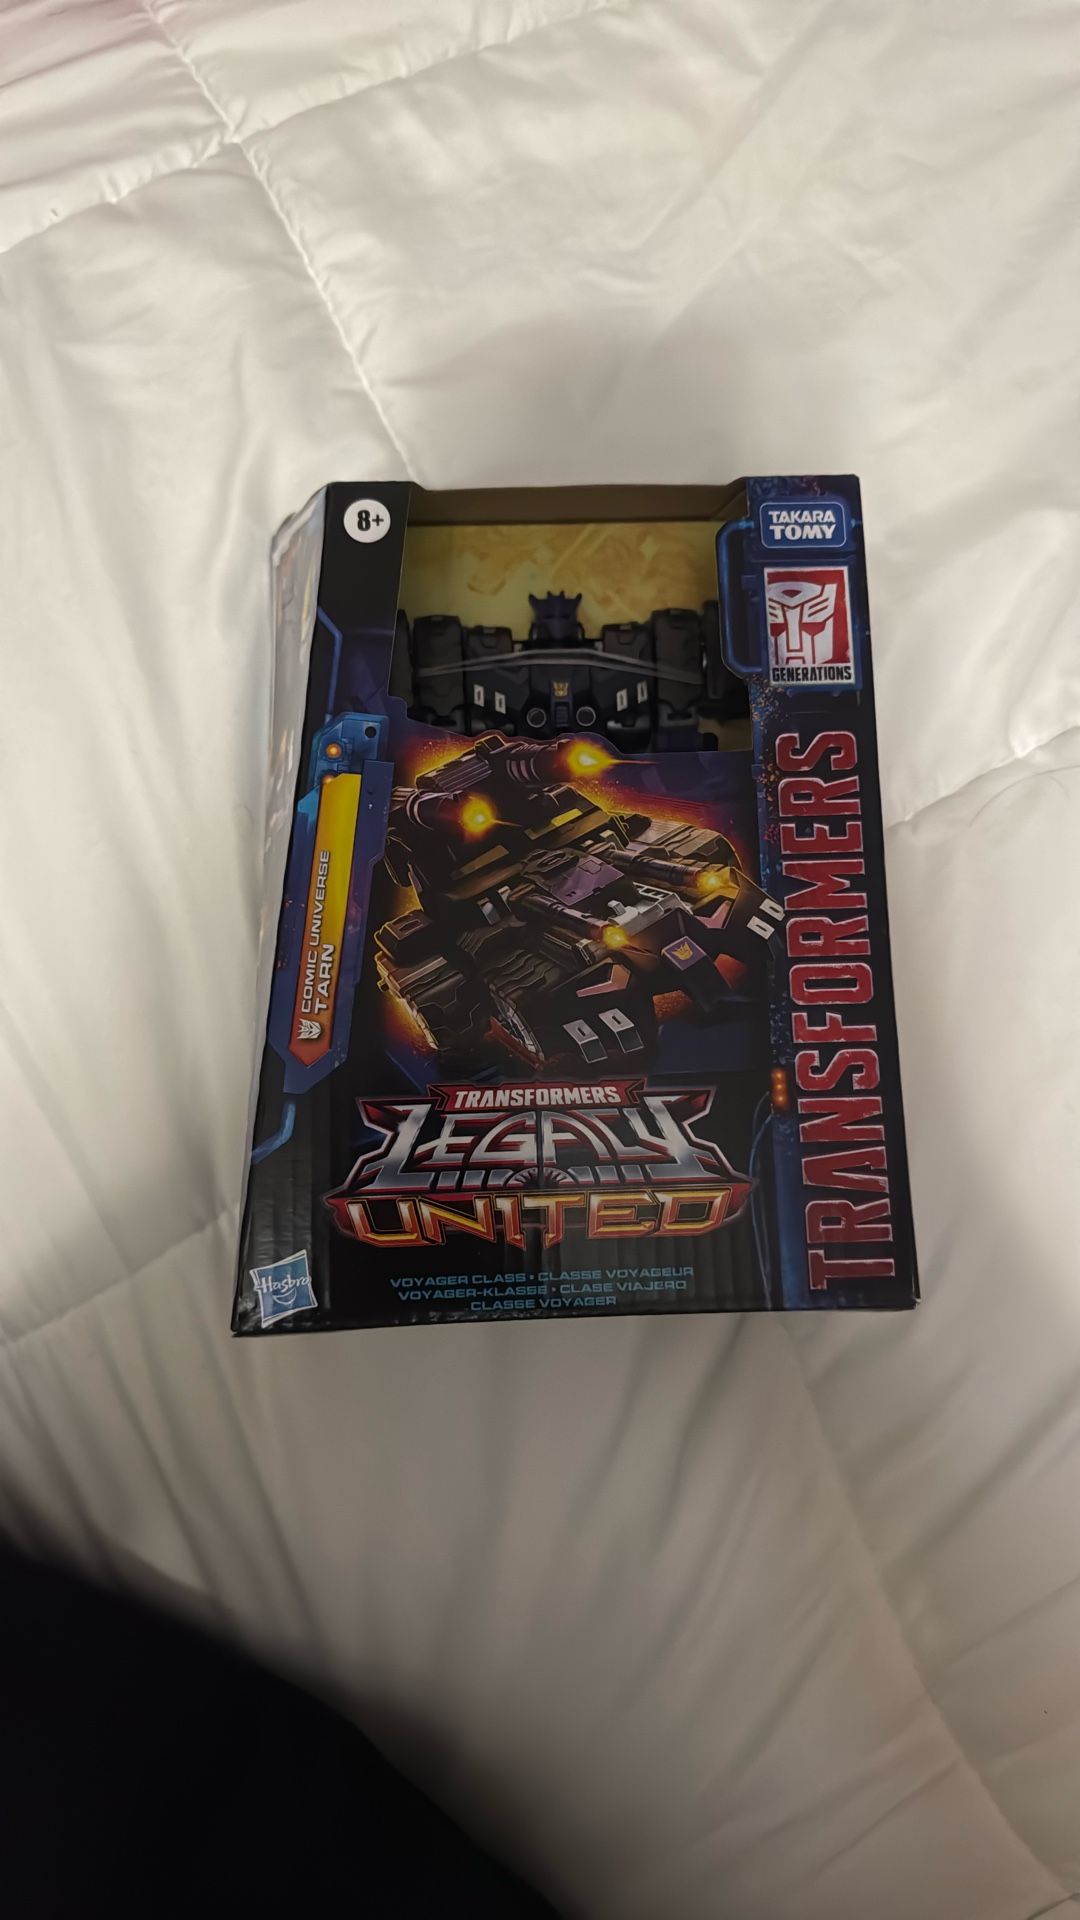 8+
TAKARA
TOMY
GENERATIONS
TRANSFORMERS
COMIC UNIVERSE
TARN
TRANSFORMERS
LEGACY
UNITED
Hasbro
VOYAGER CLASS • CLASSE VOYAGEUR
VOYAGER-KLASSE • CLASE VIAJERO
CLASSE VOYAGER